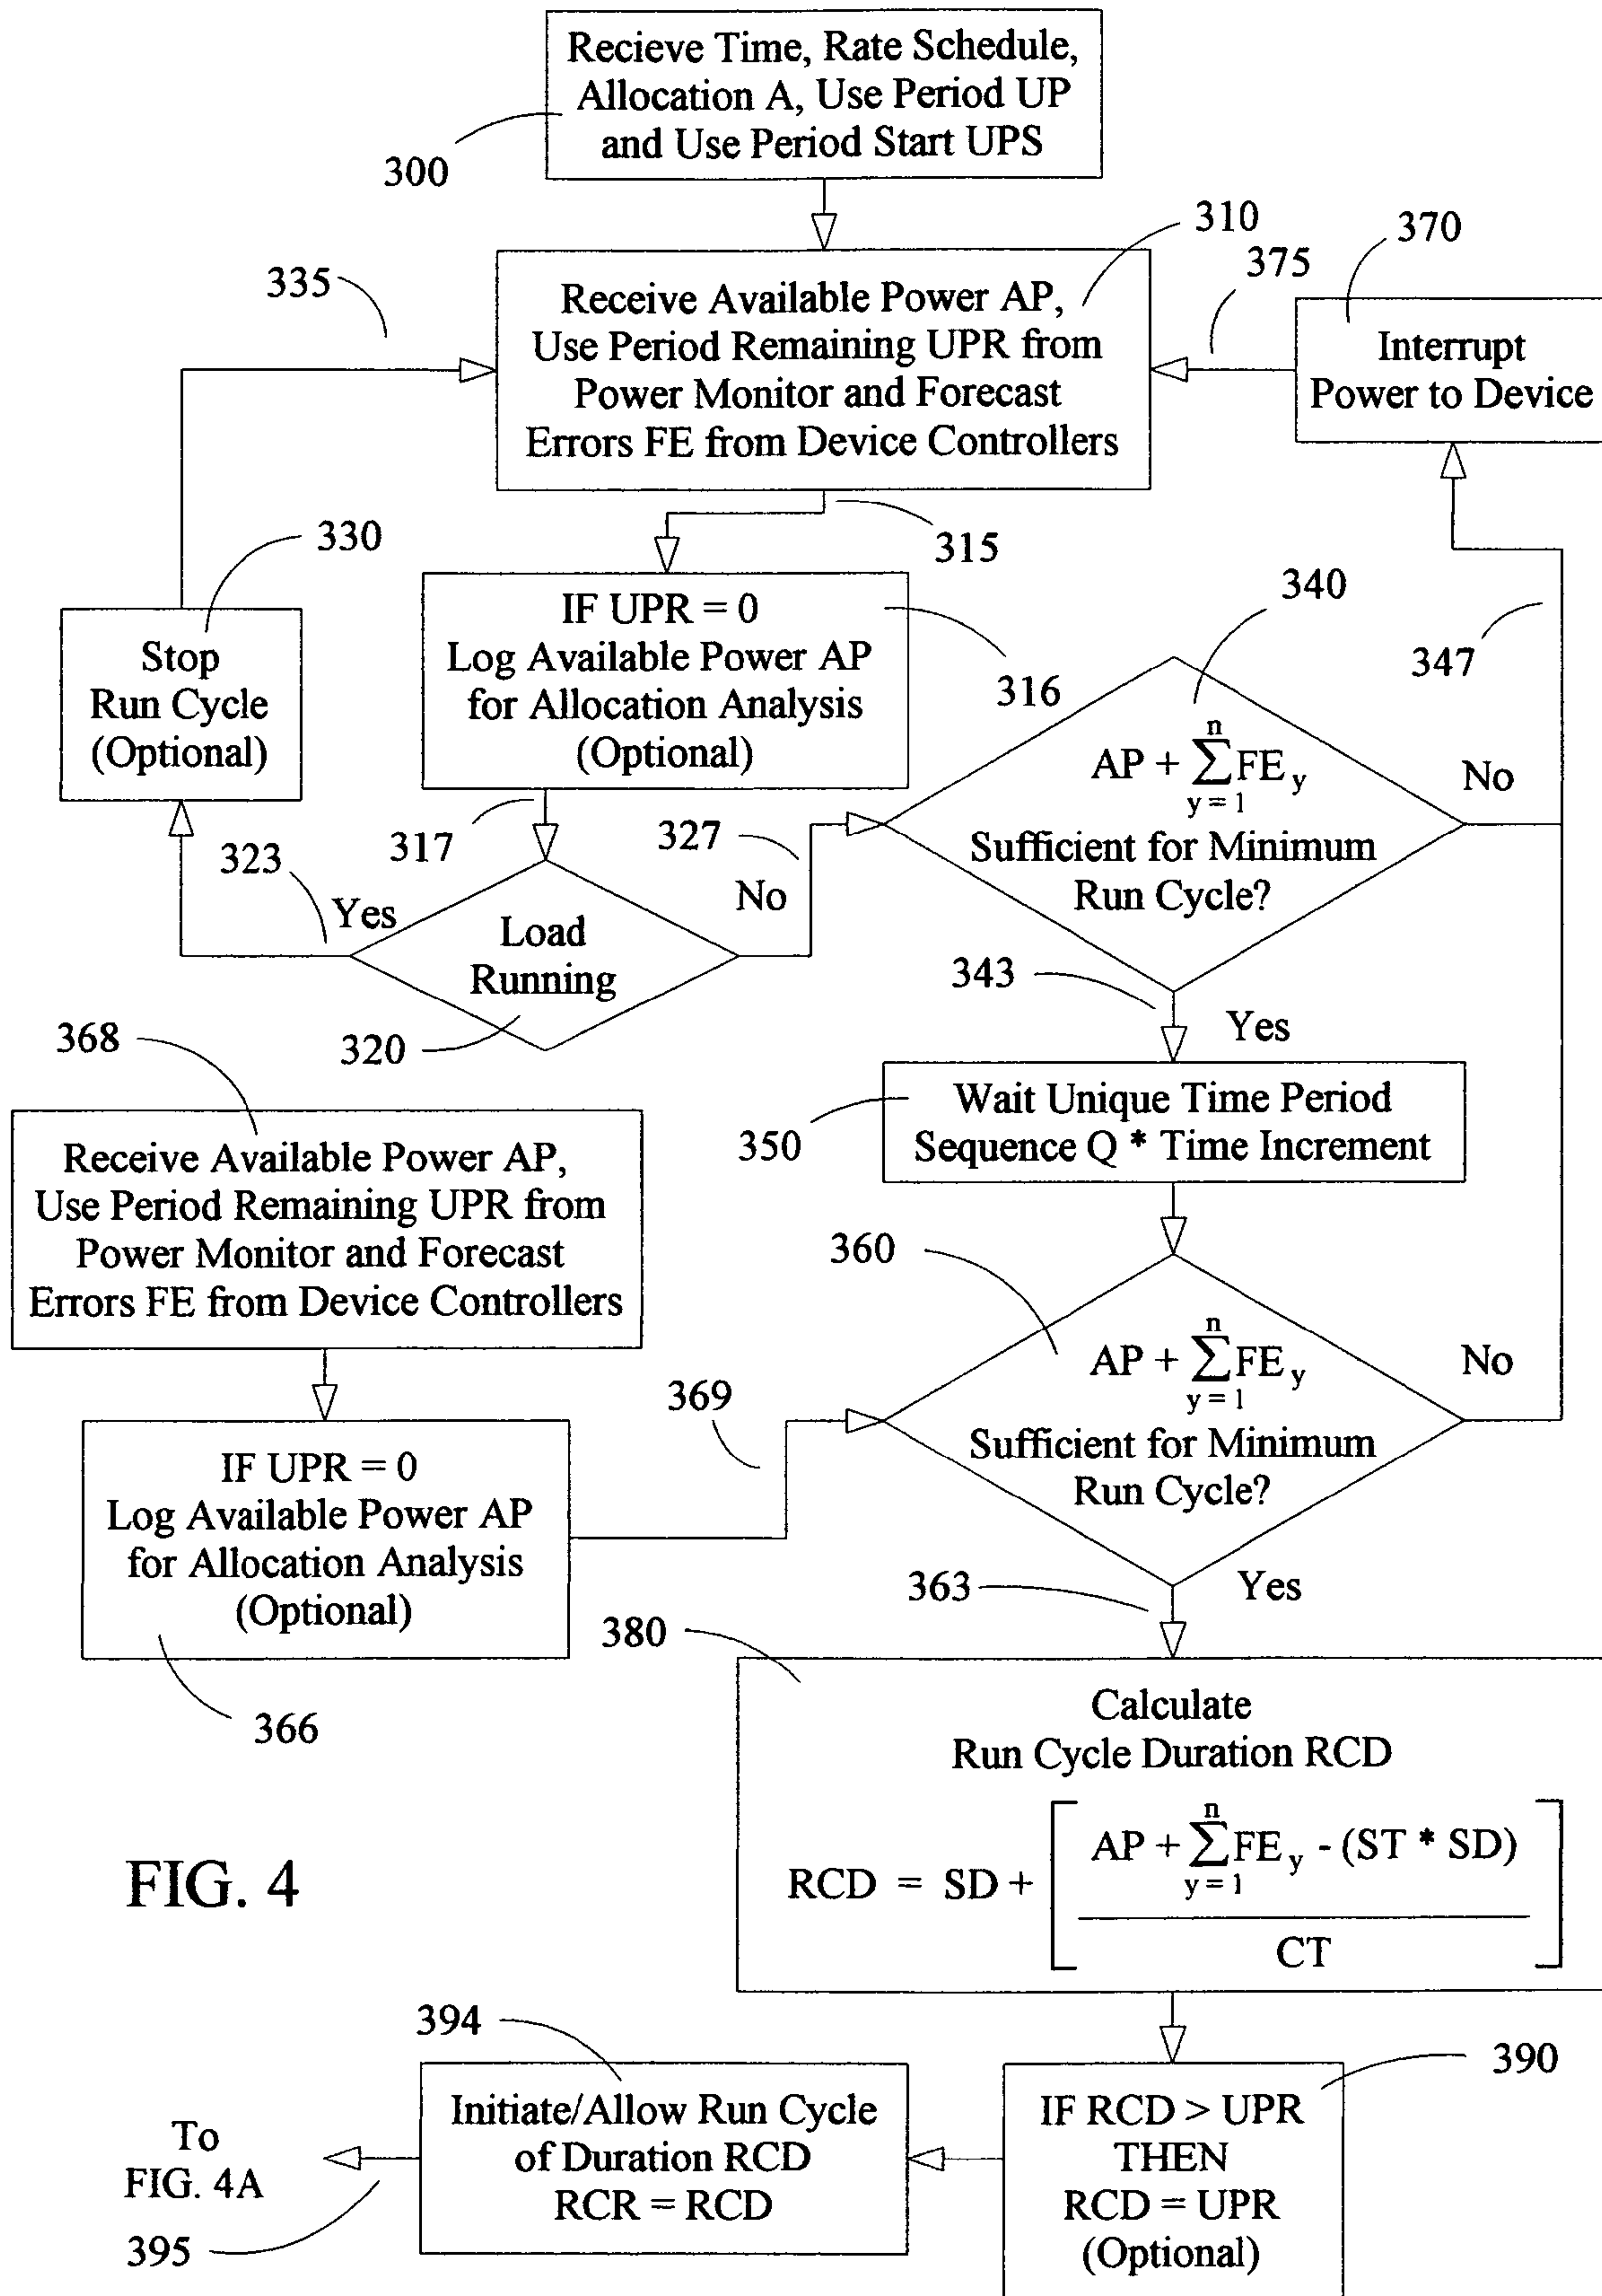 Recieve Time, Rate Schedule,
Allocation A, Use Period UP
and Use Period Start UPS
300
310
370
375
335
Receive Available Power AP,
Use Period Remaining UPR from
Power Monitor and Forecast
Errors FE from Device Controllers
Interrupt
Power to Device
315
330
340
347
IF UPR = 0
Log Available Power AP
for Allocation Analysis
(Optional)
316
Stop
Run Cycle
(Optional)
317
327
323
Yes
No
Load
Running
320
n
AP + ∑FE y
y = 1
Sufficient for Minimum
Run Cycle?
No
343
Yes
368
Wait Unique Time Period
Sequence Q * Time Increment
350
Receive Available Power AP,
Use Period Remaining UPR from
Power Monitor and Forecast
Errors FE from Device Controllers
360
n
AP + ∑FE y
y = 1
Sufficient for Minimum
Run Cycle?
No
369
IF UPR = 0
Log Available Power AP
for Allocation Analysis
(Optional)
366
363
Yes
380
Calculate
Run Cycle Duration RCD
n
AP + ∑FE y - (ST * SD)
y = 1
RCD = SD +
CT
FIG. 4
394
390
Initiate/Allow Run Cycle
of Duration RCD
RCR = RCD
IF RCD > UPR
THEN
RCD = UPR
(Optional)
To
FIG. 4A
395